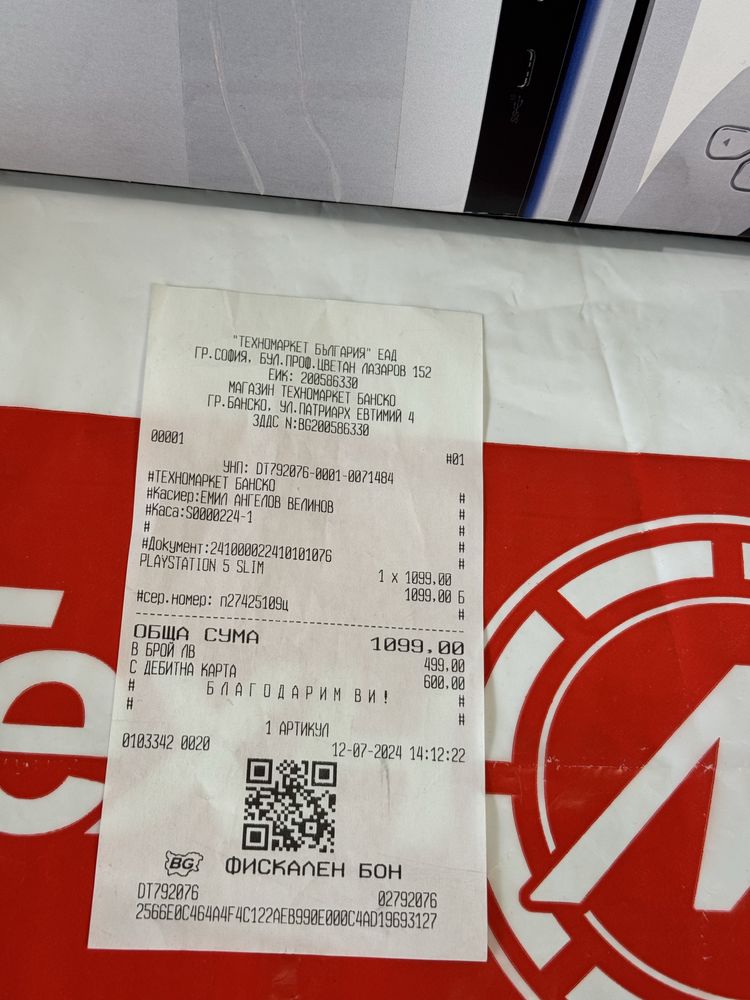 "ТЕХНОМАРКЕТ БЪЛГАРИЯ" ЕАД
ГР.СОФИЯ, БУЛ.ПРОФ.ЦВЕТАН ЛАЗАРОВ 152
ЕИК: 200586330
МАГАЗИН ТЕХНОМАРКЕТ БАНСКО
ГР.БАНСКО, УЛ.ПАТРИАРХ ЕВТИМИЙ 4
ЗДДС N:BG200586330
00001 #01
УНП: DT792076-0001-0071484
#ТЕХНОМАРКЕТ БАНСКО #
#Касиер:ЕМИЛ АНГЕЛОВ ВЕЛИНОВ #
#Каса:S0000224-1 #
# #
#Документ:241000022410101076 #
PLAYSTATION 5 SLIM
1 x 1099.00
1099.00 Б
#сер.номер: п27425109ц #
ОБЩА СУМА 1099.00
В БРОЙ ЛВ 499.00
С ДЕБИТНА КАРТА 600.00
# БЛАГОДАРИМ ВИ! #
# #
1 АРТИКУЛ
0103342 0020 12-07-2024 14:12:22
BG ФИСКАЛЕН БОН
DT792076 02792076
2566E0C464A4F4C122AEB990E000C4AD19693127